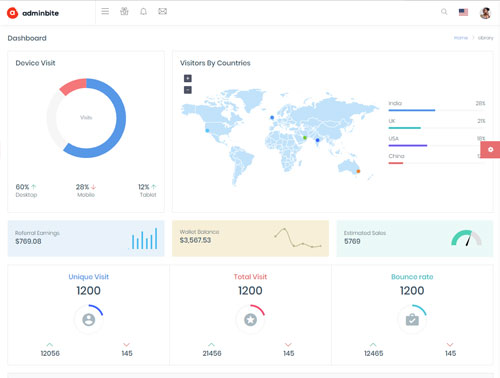 adminbite
Dashboard
Home > Library
Device Visit
Visits
60% ↑ 28% ↓ 12% ↑
Desktop Mobile Tablet
Visitors By Countries
+
−
India 28%
UK 21%
USA 18%
China
Referral Earnings
$769.08
Wallet Balance
$3,567.53
Estimated Sales
5769
Unique Visit
1200
12056 145
Total Visit
1200
21456 145
Bounce rate
1200
12465 145